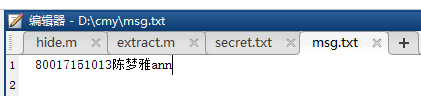 编辑器 - D:\cmy\msg.txt
hide.m × extract.m × secret.txt × msg.txt × +
1 80017151013陈梦雅ann
2